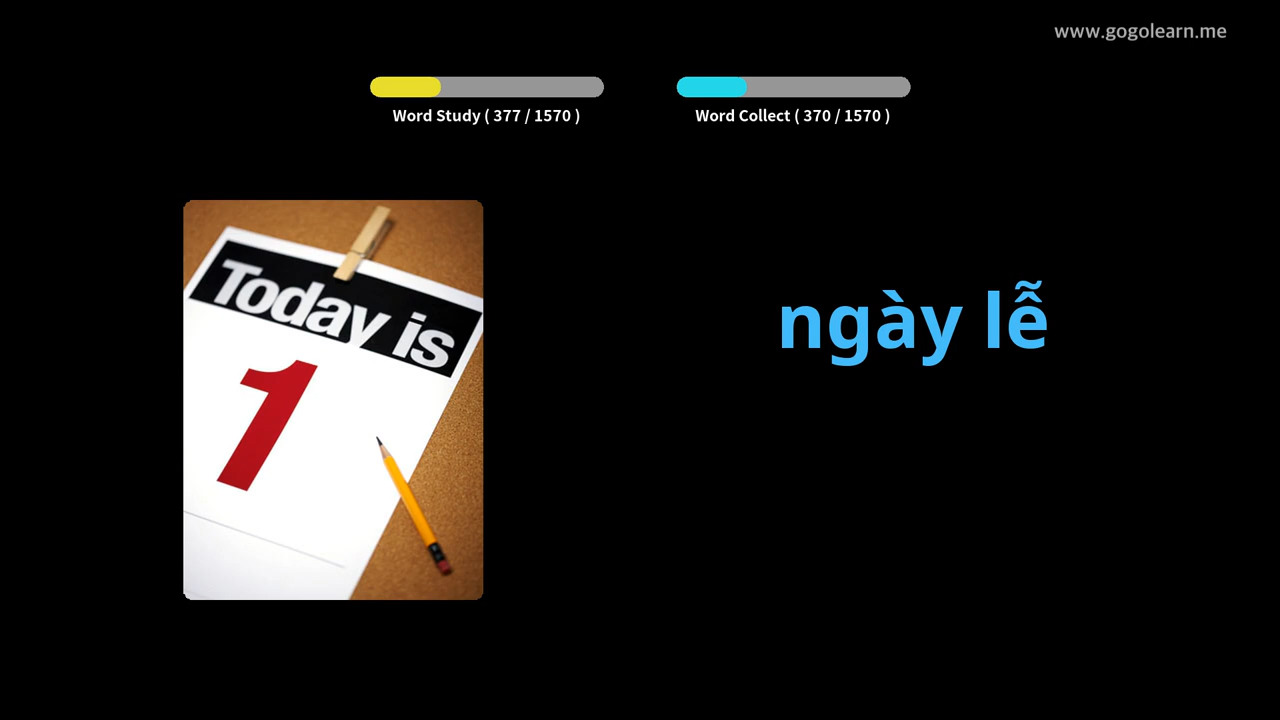 www.gogolearn.me
Word Study ( 377 / 1570 )
Word Collect ( 370 / 1570 )
Today is
1
ngày lễ